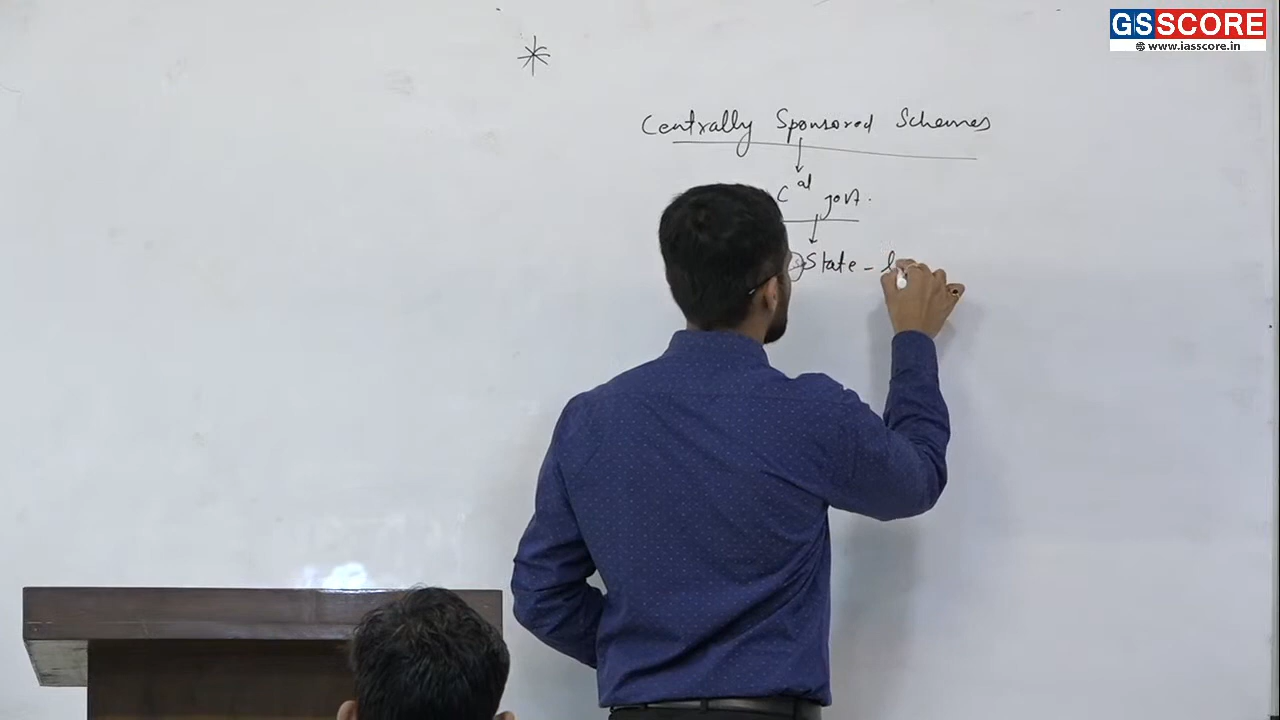 GSSCORE
www.iasscore.in
Centrally Sponsored Schemes
C al govt.
State -